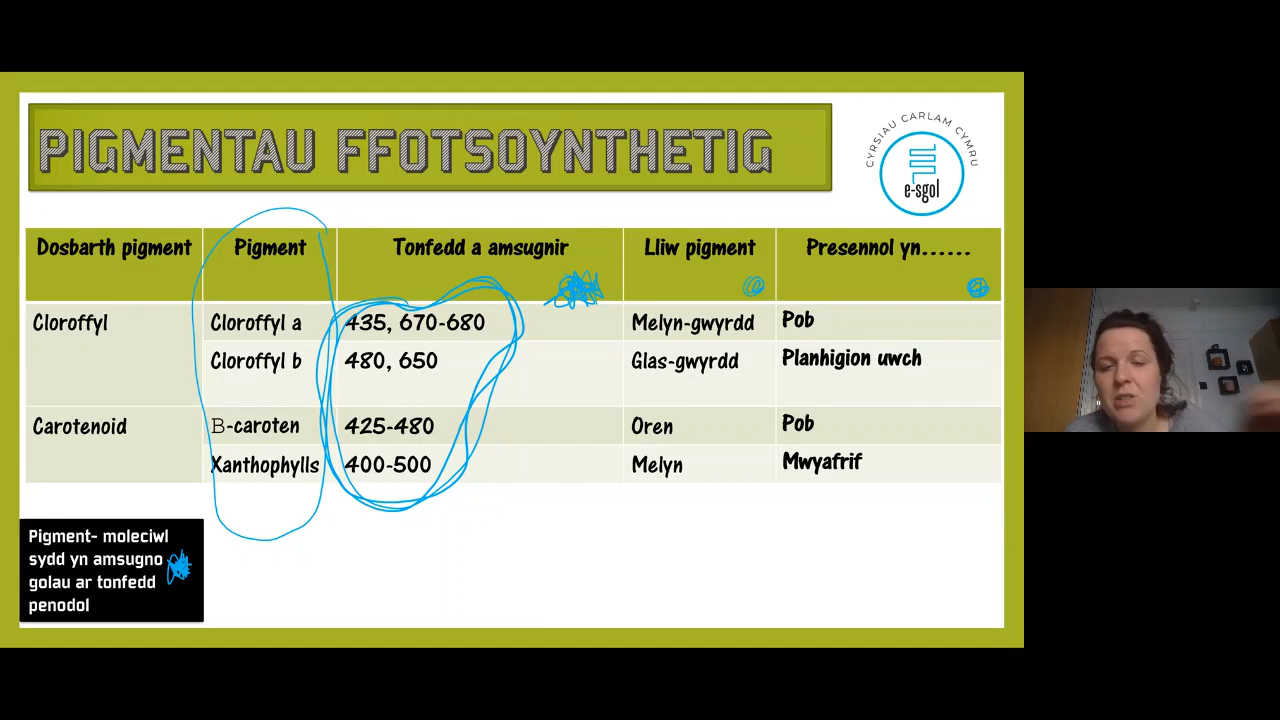 PIGMENTAU FFOTSOYNTHETIG
CYRSIAU CARLAM CYMRU
e-sgol
Dosbarth pigment Pigment Tonfedd a amsugnir Lliw pigment Presennol yn......
Cloroffyl Cloroffyl a 435, 670-680 Melyn-gwyrdd Pob
Cloroffyl b 480, 650 Glas-gwyrdd Planhigion uwch
Carotenoid B-caroten 425-480 Oren Pob
Xanthophylls 400-500 Melyn Mwyafrif
Pigment- moleciwl
sydd yn amsugno
golau ar tonfedd
penodol